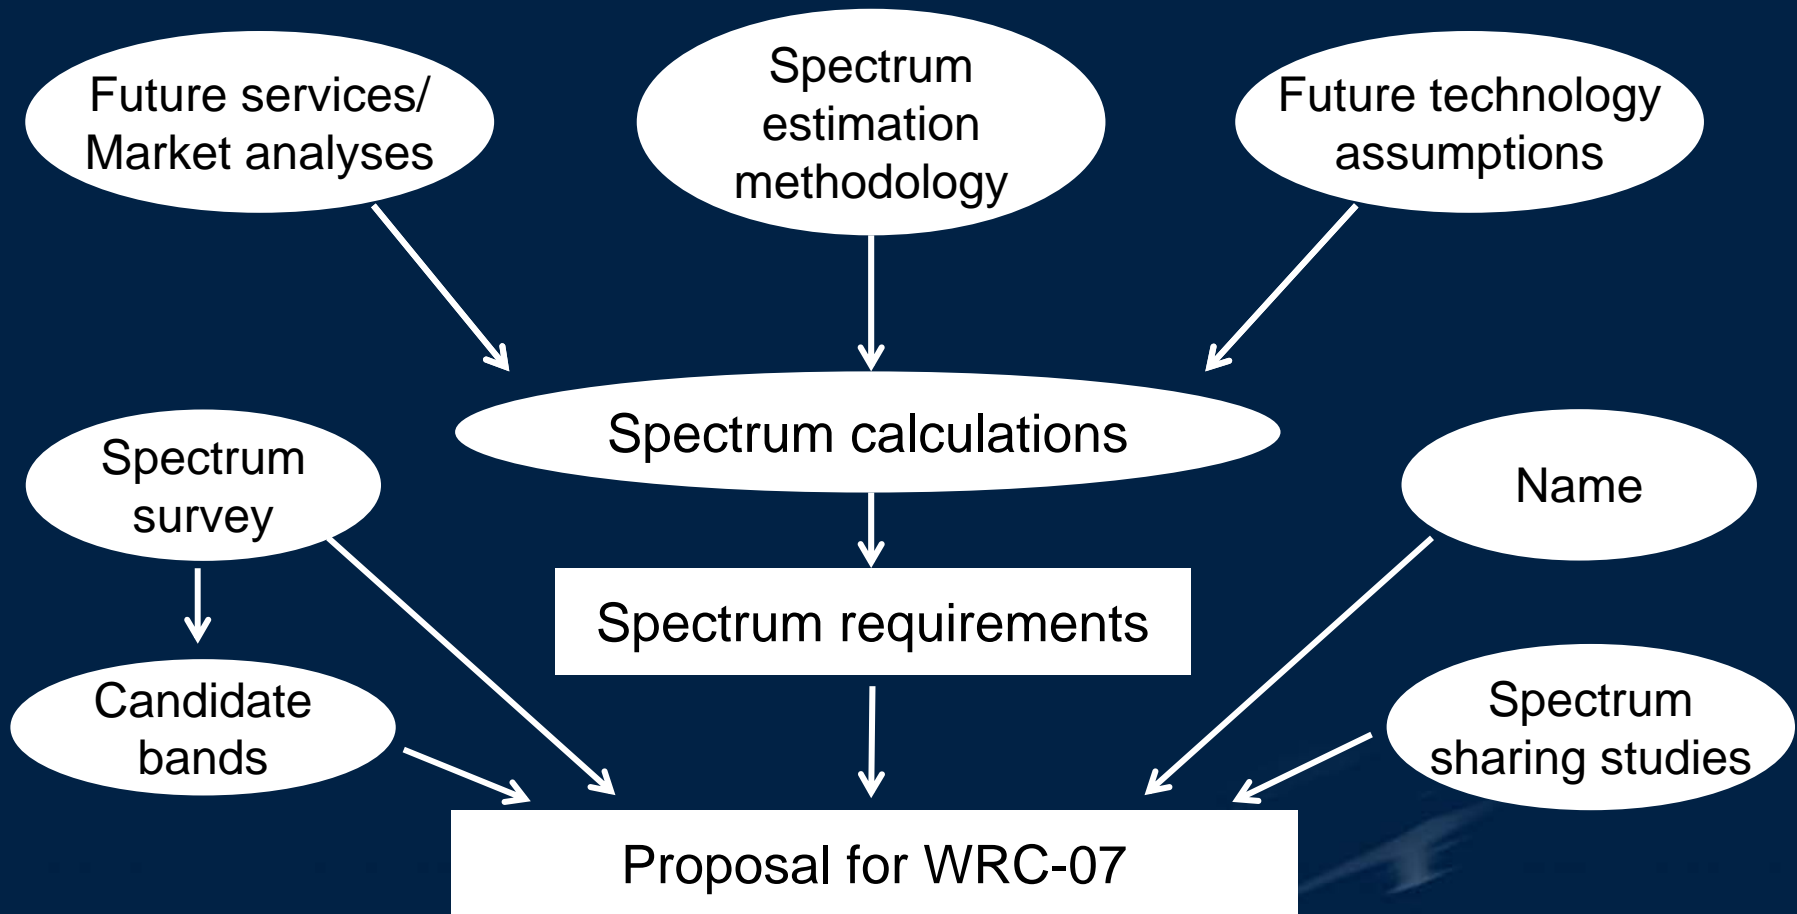 Future services/
Market analyses
Spectrum
estimation
methodology
Future technology
assumptions
Spectrum calculations
Spectrum
survey
Name
Spectrum requirements
Candidate
bands
Spectrum
sharing studies
Proposal for WRC-07